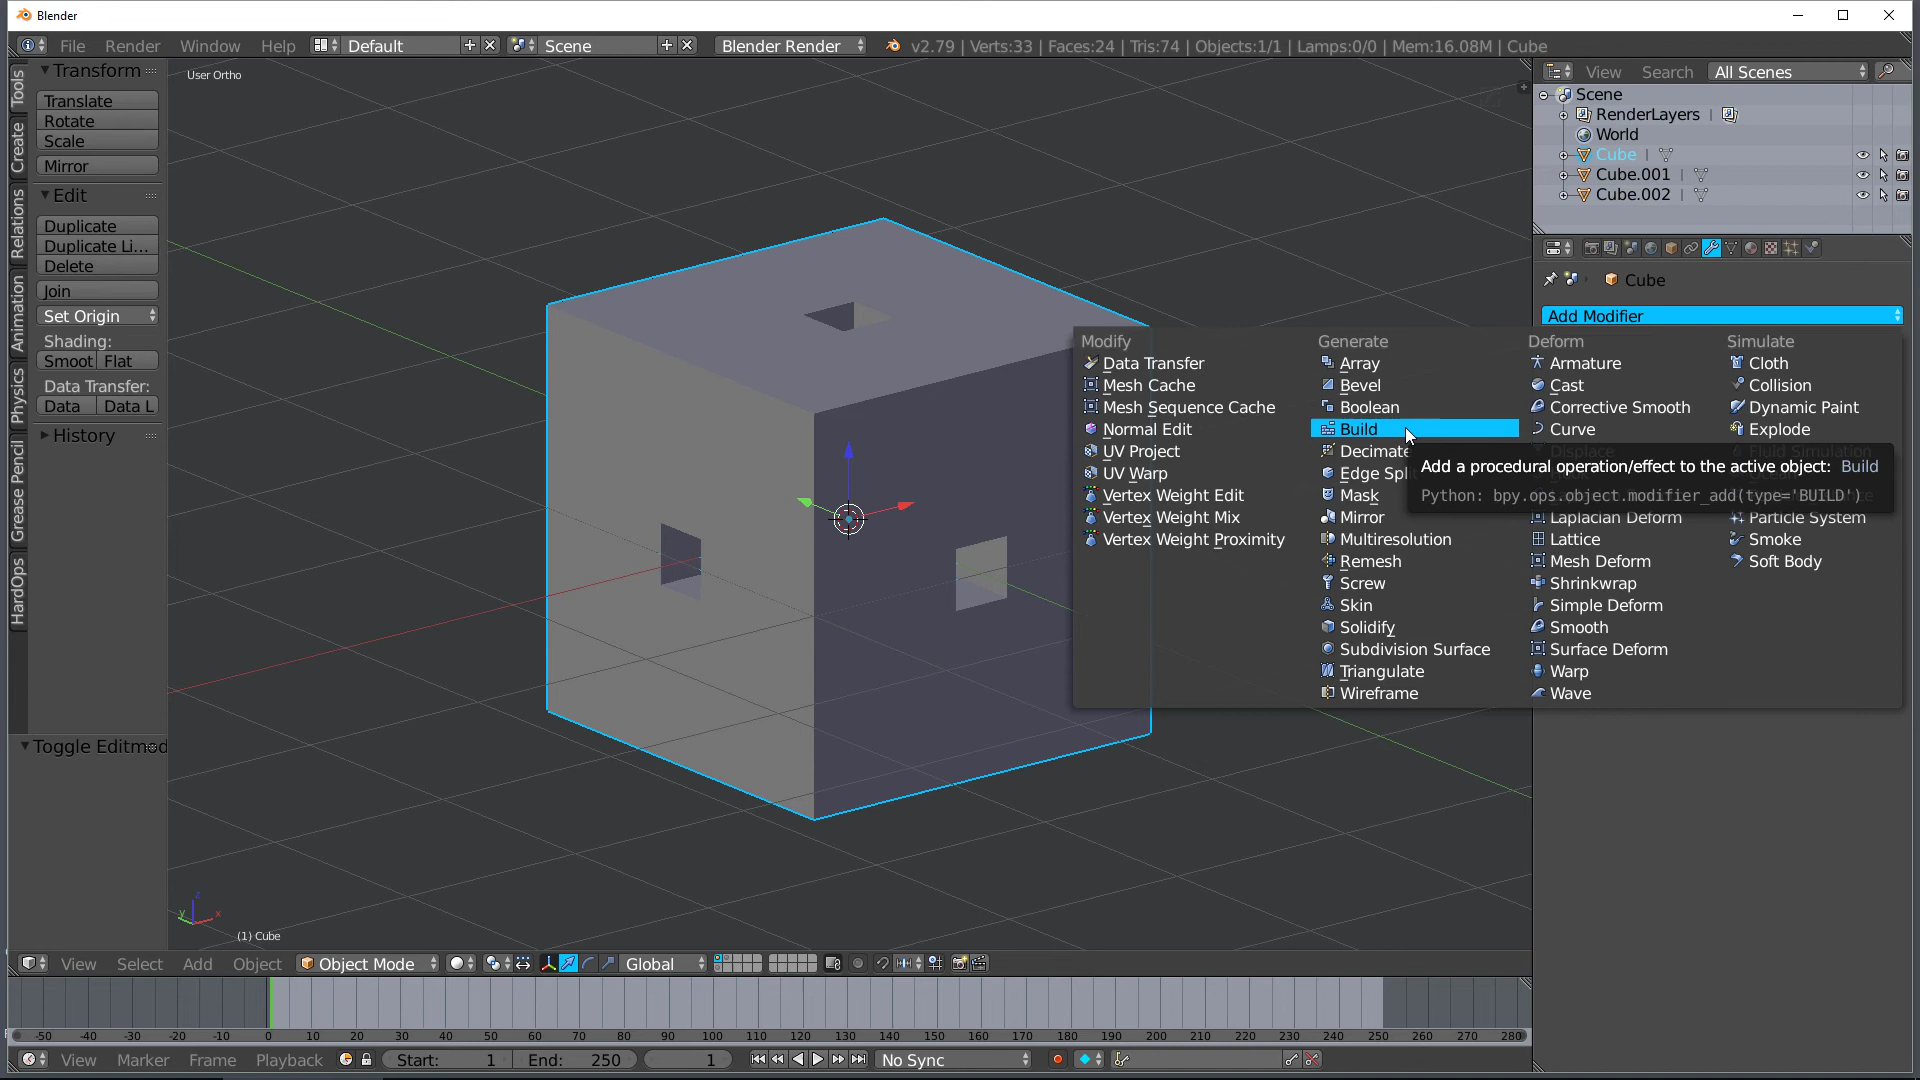 Blender
File Render Window Help Default Scene Blender Render v2.79 | Verts:33 | Faces:24 | Tris:74 | Objects:1/1 | Lamps:0/0 | Mem:16.08M | Cube
Tools
Create
Relations
Animation
Physics
Grease Pencil
HardOps
Transform
Translate
Rotate
Scale
Mirror
Edit
Duplicate
Duplicate Li...
Delete
Join
Set Origin
Shading:
Smoot Flat
Data Transfer:
Data Data L
History
Toggle Editmod
User Ortho
z
y x
(1) Cube
View Search All Scenes
Scene
RenderLayers |
World
Cube |
Cube.001 |
Cube.002 |
Cube
Add Modifier
Modify
Data Transfer
Mesh Cache
Mesh Sequence Cache
Normal Edit
UV Project
UV Warp
Vertex Weight Edit
Vertex Weight Mix
Vertex Weight Proximity
Generate
Array
Bevel
Boolean
Build
Decimate
Edge Spl
Mask
Mirror
Multiresolution
Remesh
Screw
Skin
Solidify
Subdivision Surface
Triangulate
Wireframe
Deform
Armature
Cast
Corrective Smooth
Curve
Displace
Laplacian Deform
Lattice
Mesh Deform
Shrinkwrap
Simple Deform
Smooth
Surface Deform
Warp
Wave
Simulate
Cloth
Collision
Dynamic Paint
Explode
Fluid Simulation
Particle System
Smoke
Soft Body
Add a procedural operation/effect to the active object: Build
Python: bpy.ops.object.modifier_add(type='BUILD')
View Select Add Object Object Mode Global
-50 -40 -30 -20 -10 0 10 20 30 40 50 60 70 80 90 100 110 120 130 140 150 160 170 180 190 200 210 220 230 240 250 260 270 280
View Marker Frame Playback Start: 1 End: 250 1 No Sync